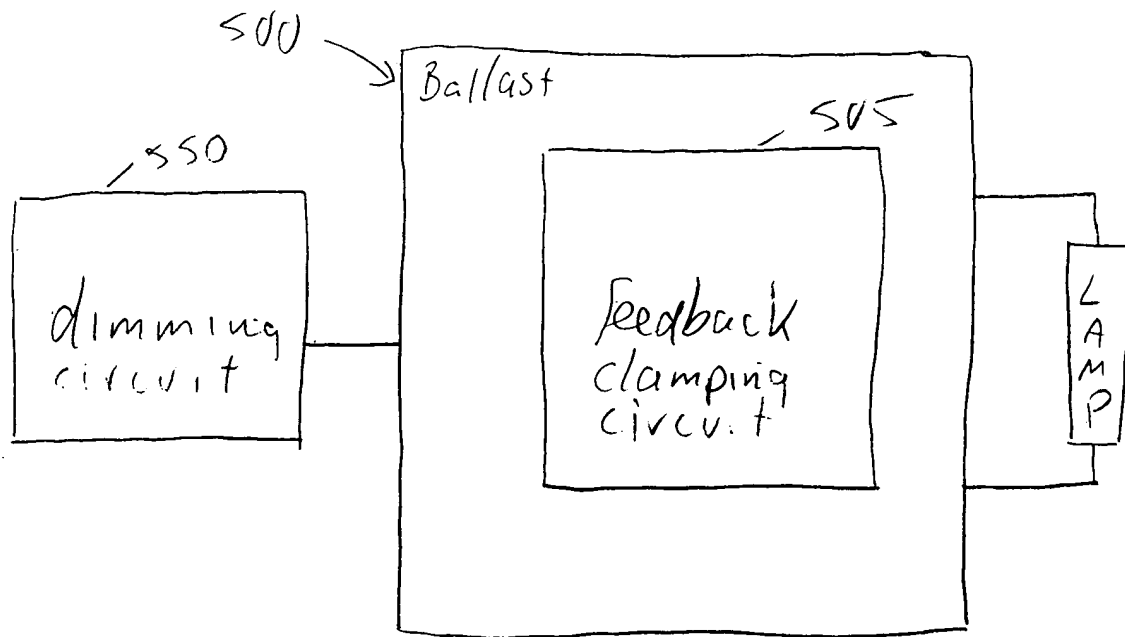 500
Ballast
505
550
dimming
circuit
Feedback
clamping
circuit
L
A
M
P